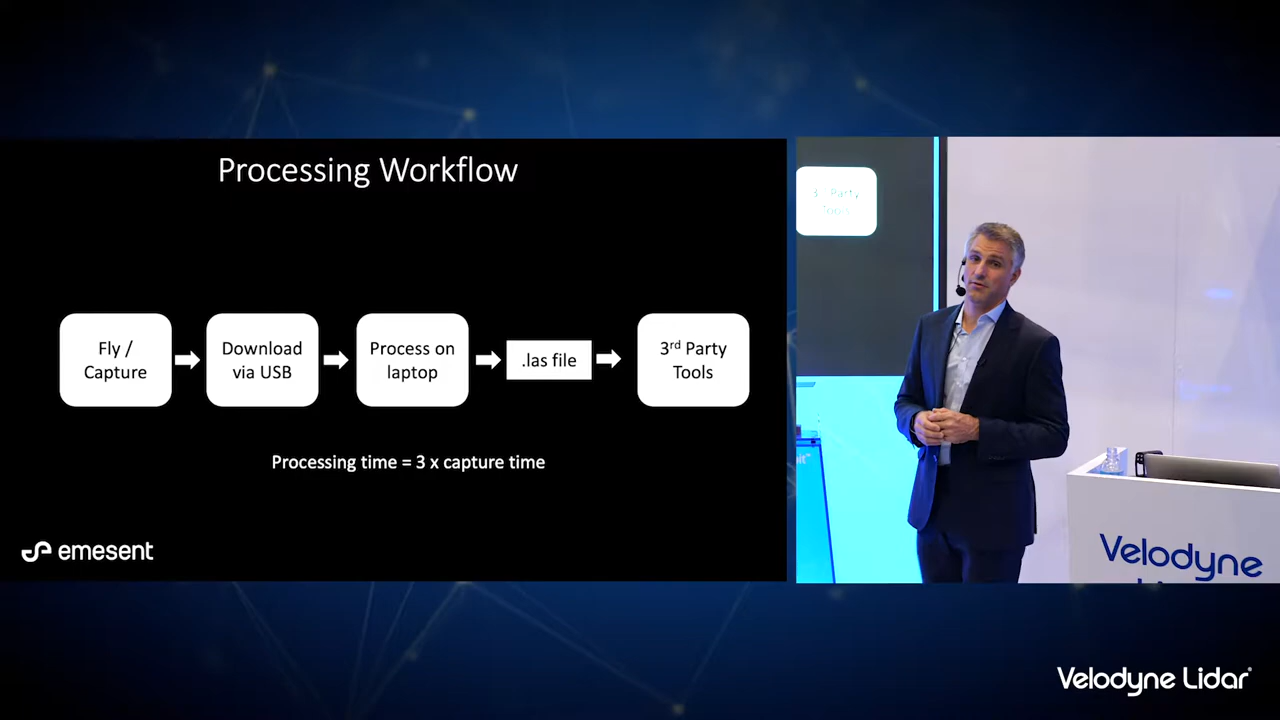 Processing Workflow
Fly /
Capture
Download
via USB
Process on
laptop
.las file
3rd Party
Tools
Processing time = 3 x capture time
emesent
Party
Tools
Velodyne
Velodyne Lidar